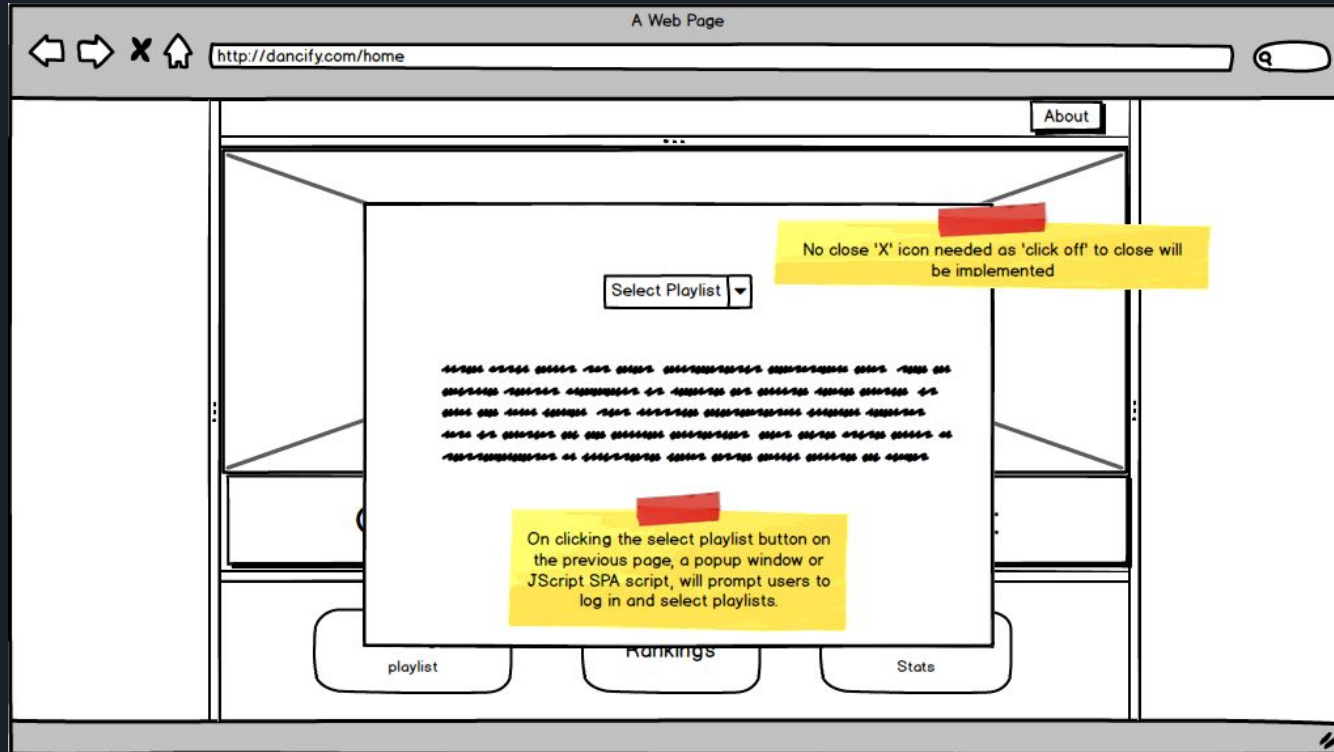 A Web Page
http://dancify.com/home
About
No close 'X' icon needed as 'click off' to close will
be implemented
Select Playlist
On clicking the select playlist button on
the previous page, a popup window or
JScript SPA script, will prompt users to
log in and select playlists.
playlist
Rankings
Stats